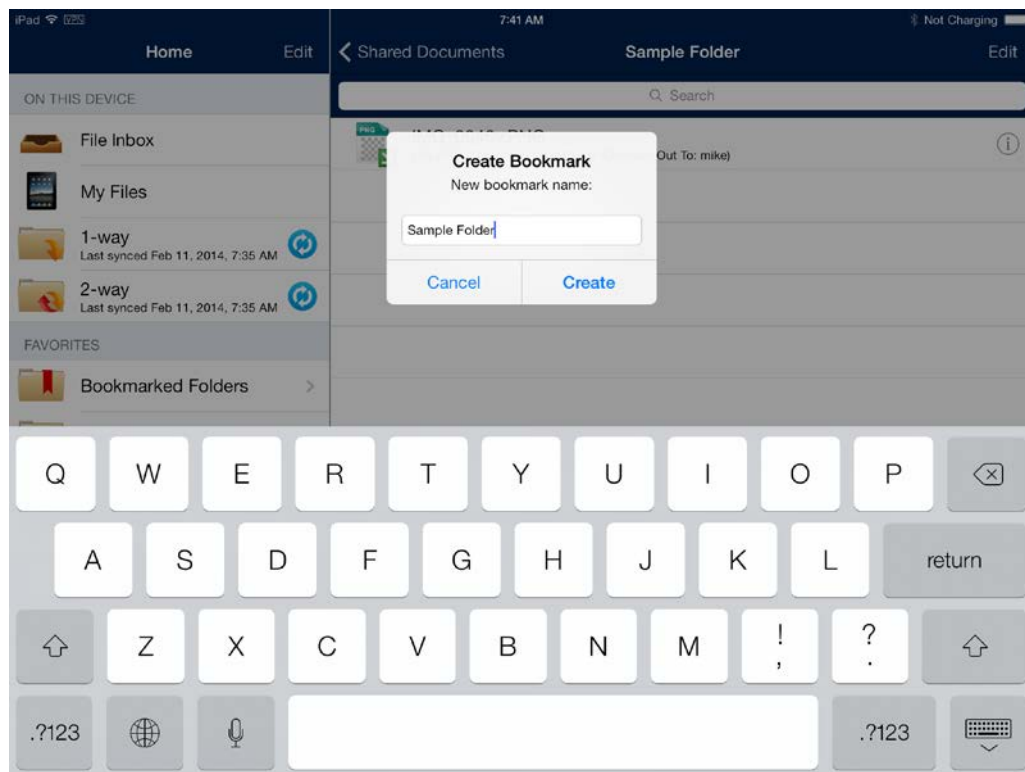 iPad VPN 7:41 AM Not Charging
Home Edit Shared Documents Sample Folder Edit
ON THIS DEVICE
Search
File Inbox
PNG
Out To: mike)
My Files
1-way
Last synced Feb 11, 2014, 7:35 AM
2-way
Last synced Feb 11, 2014, 7:35 AM
FAVORITES
Bookmarked Folders
Create Bookmark
New bookmark name:
Sample Folder
Cancel Create
Q W E R T Y U I O P
A S D F G H J K L return
Z X C V B N M ! , ? .
.?123 .?123